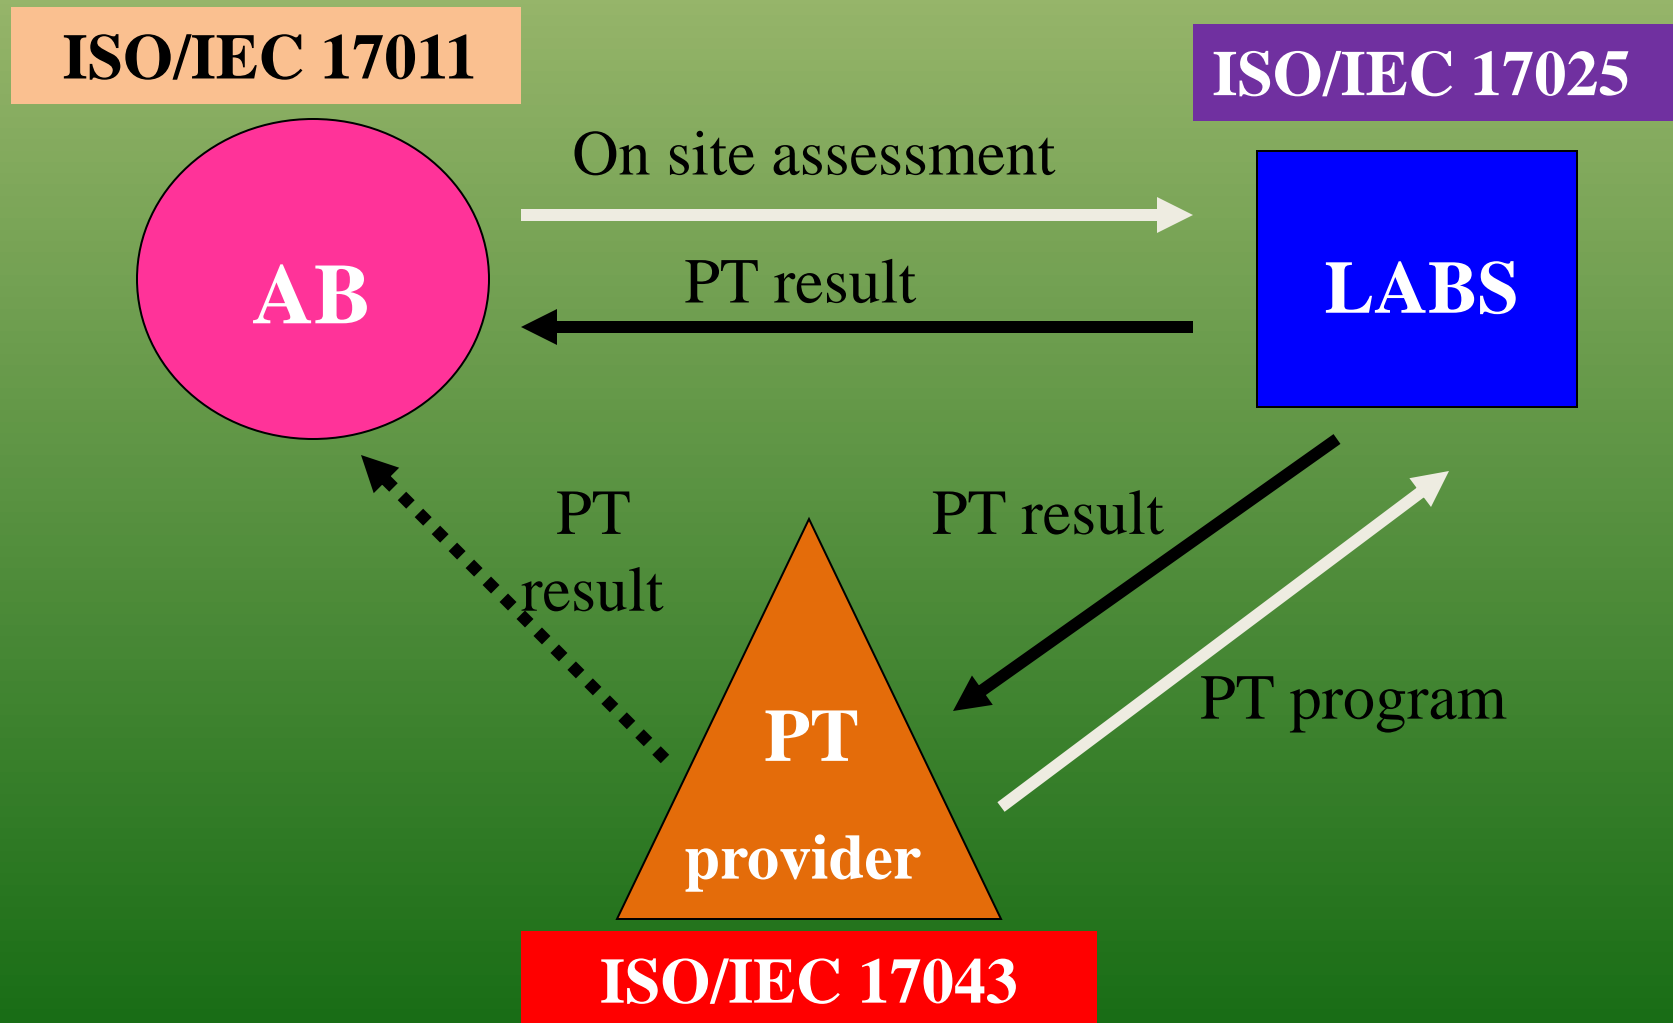 ISO/IEC 17011
ISO/IEC 17025
On site assessment
AB
PT result
LABS
PT
result
PT result
PT program
PT
provider
ISO/IEC 17043